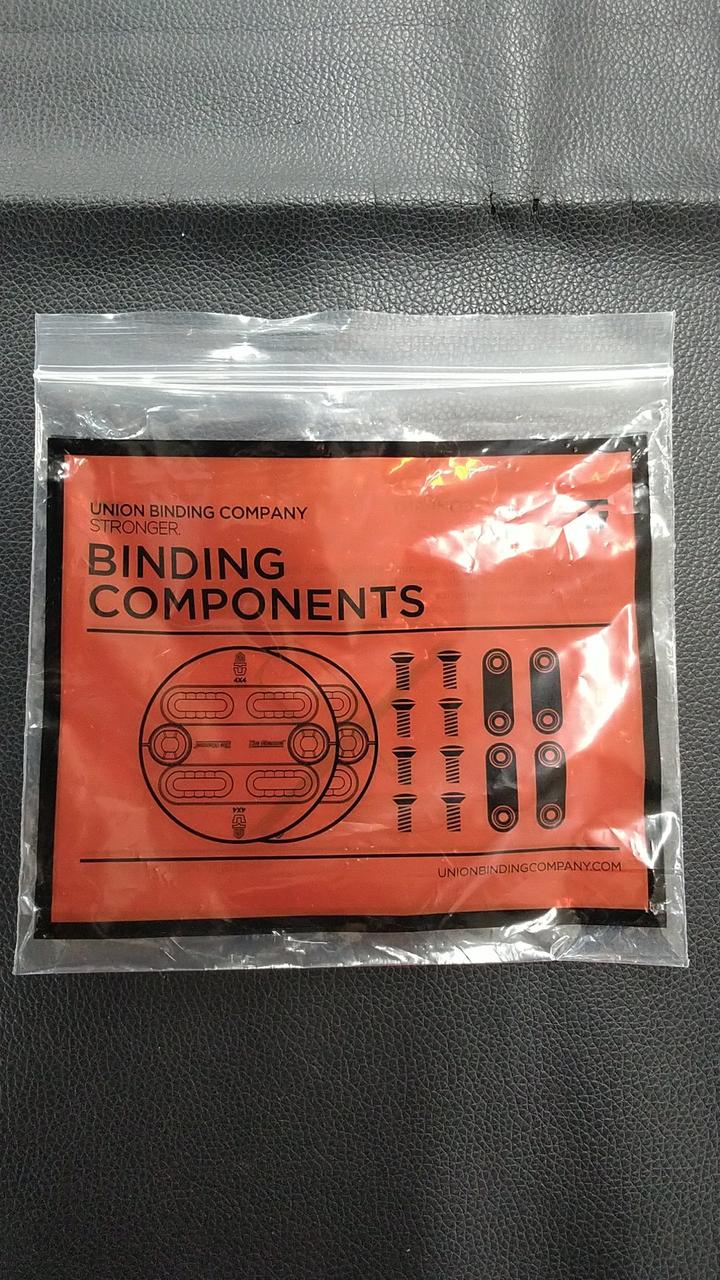 UNION BINDING COMPANY
STRONGER.
BINDING
COMPONENTS
4X4
4X4
UNIONBINDINGCOMPANY.COM